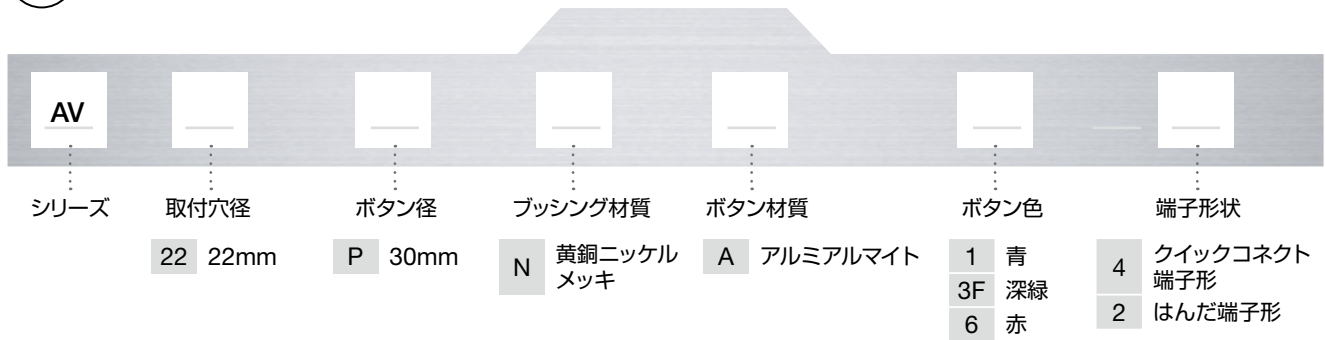 AV
シリーズ
取付穴径
ボタン径
ブッシング材質
ボタン材質
ボタン色
端子形状
22 22mm
P 30mm
N 黄銅ニッケル
メッキ
A アルミアルマイト
1 青
3F 深緑
6 赤
4 クイックコネクト
端子形
2 はんだ端子形